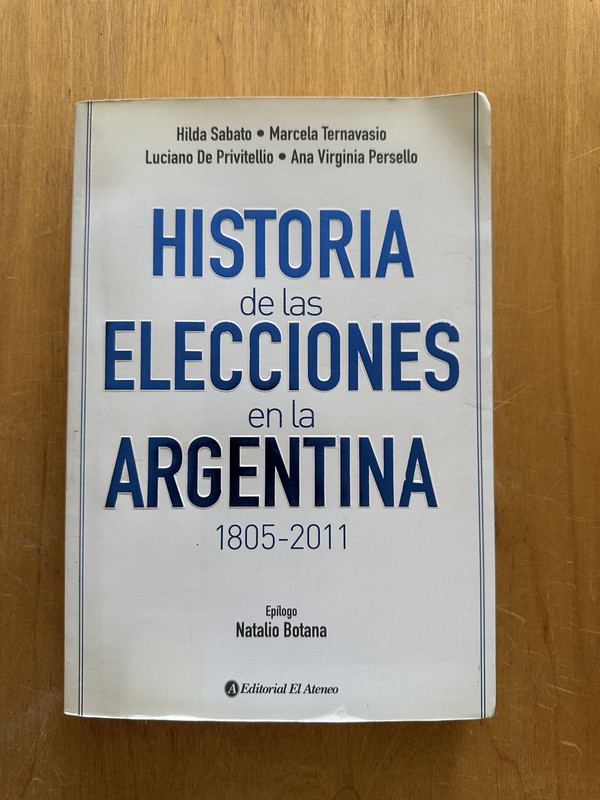 Hilda Sabato • Marcela Ternavasio
Luciano De Privitellio • Ana Virginia Persello
HISTORIA
de las
ELECCIONES
en la
ARGENTINA
1805-2011
Epílogo
Natalio Botana
A Editorial El Ateneo